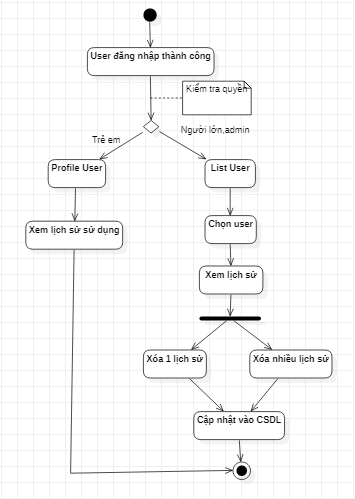 User đăng nhập thành công
Kiểm tra quyền
Trẻ em
Người lớn,admin
Profile User
List User
Xem lịch sử sử dụng
Chọn user
Xem lịch sử
Xóa 1 lịch sử
Xóa nhiều lịch sử
Cập nhật vào CSDL